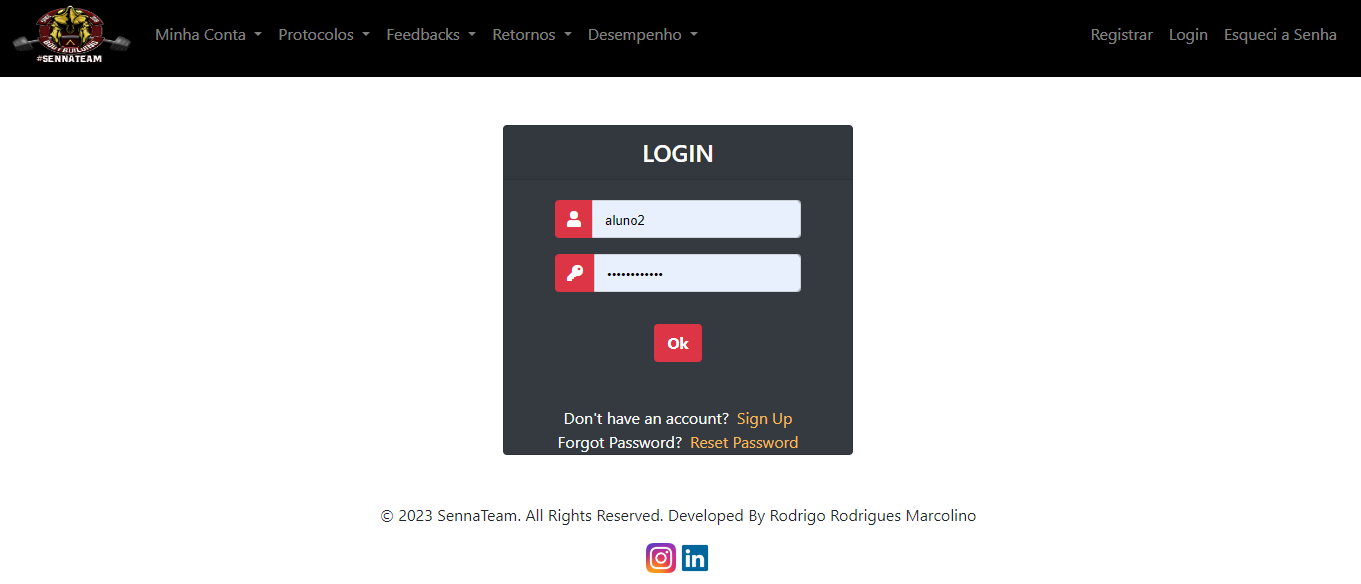 #SENNATEAM
Minha Conta Protocolos Feedbacks Retornos Desempenho Registrar Login Esqueci a Senha
LOGIN
aluno2
••••••••••••
Ok
Don't have an account? Sign Up
Forgot Password? Reset Password
© 2023 SennaTeam. All Rights Reserved. Developed By Rodrigo Rodrigues Marcolino
in